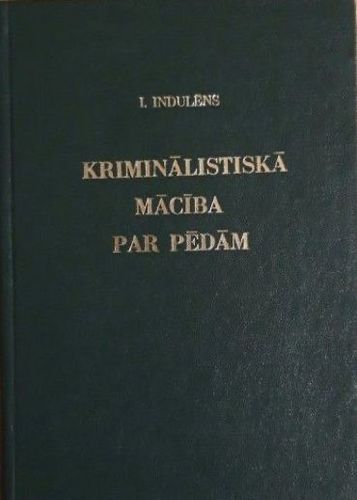 I. INDULĒNS
KRIMINĀLISTISKĀ
MĀCĪBA
PAR PĒDĀM